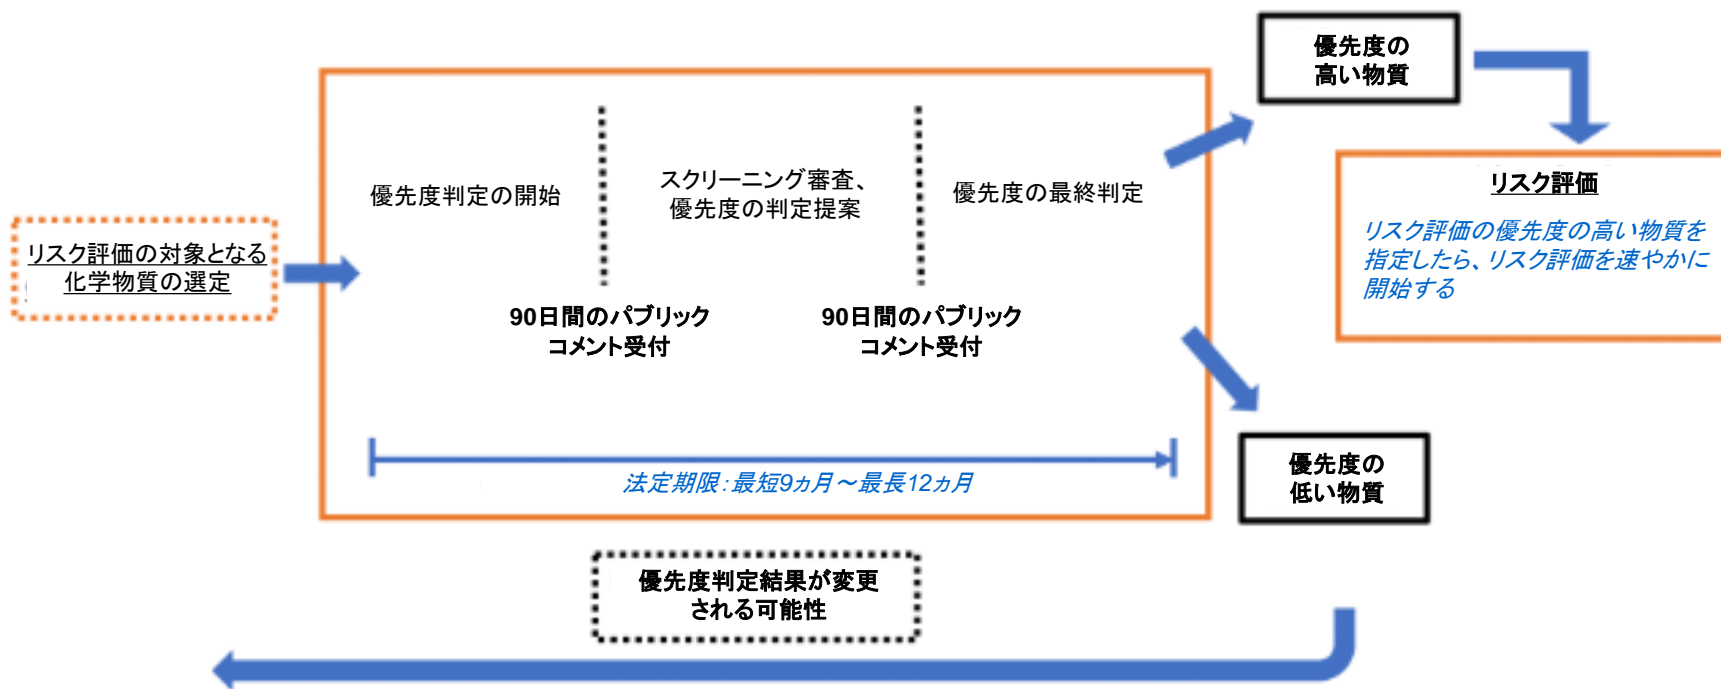 リスク評価の対象となる
化学物質の選定
優先度判定の開始
スクリーニング審査、
優先度の判定提案
優先度の最終判定
90日間のパブリック
コメント受付
90日間のパブリック
コメント受付
法定期限：最短9ヵ月～最長12ヵ月
優先度の
高い物質
リスク評価
リスク評価の優先度の高い物質を
指定したら、リスク評価を速やかに
開始する
優先度の
低い物質
優先度判定結果が変更
される可能性